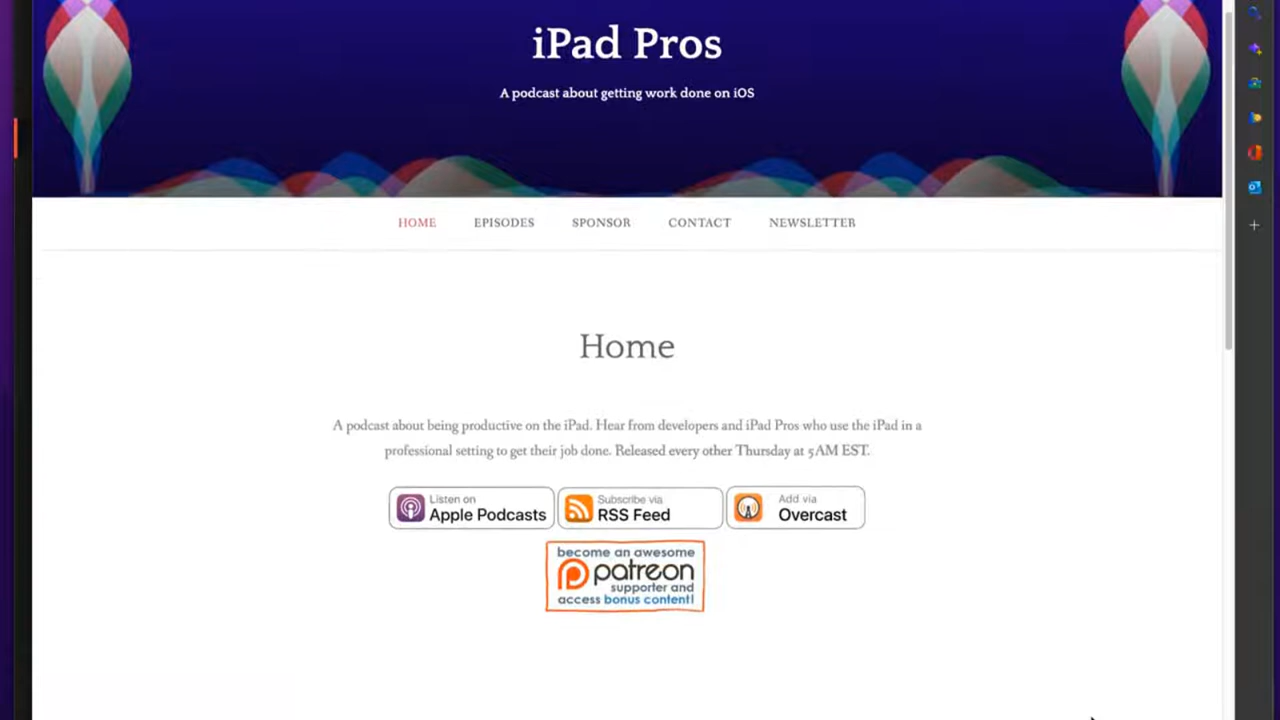 iPad Pros
A podcast about getting work done on iOS
HOME EPISODES SPONSOR CONTACT NEWSLETTER
Home
A podcast about being productive on the iPad. Hear from developers and iPad Pros who use the iPad in a
professional setting to get their job done. Released every other Thursday at 5AM EST.
Listen on
Apple Podcasts
Subscribe via
RSS Feed
Add via
Overcast
become an awesome
patreon
supporter and
access bonus content!